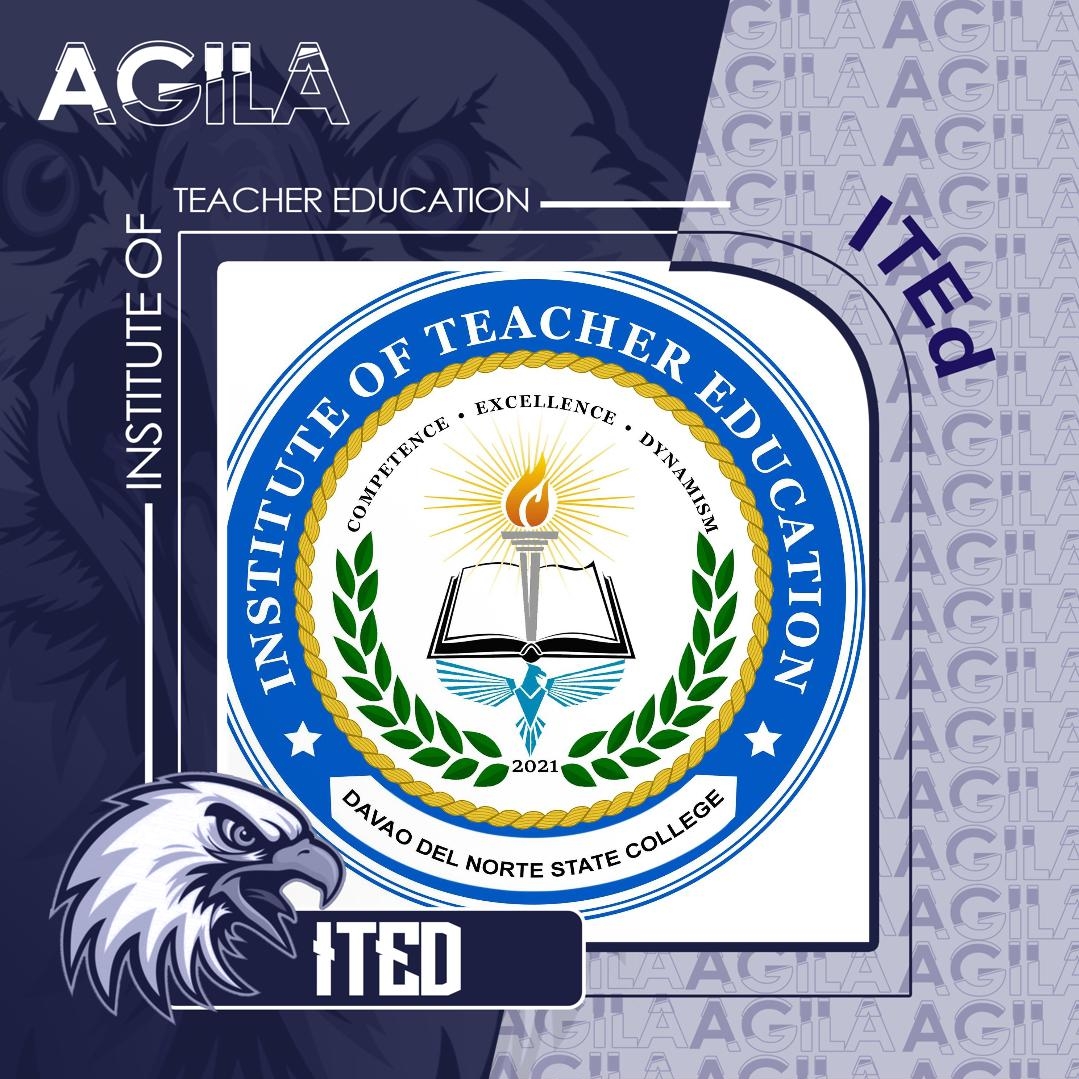 AGILA
TEACHER EDUCATION
INSTITUTE OF
ITEd
INSTITUTE OF TEACHER EDUCATION
COMPETENCE • EXCELLENCE • DYNAMISM
2021
DAVAO DEL NORTE STATE COLLEGE
ITED